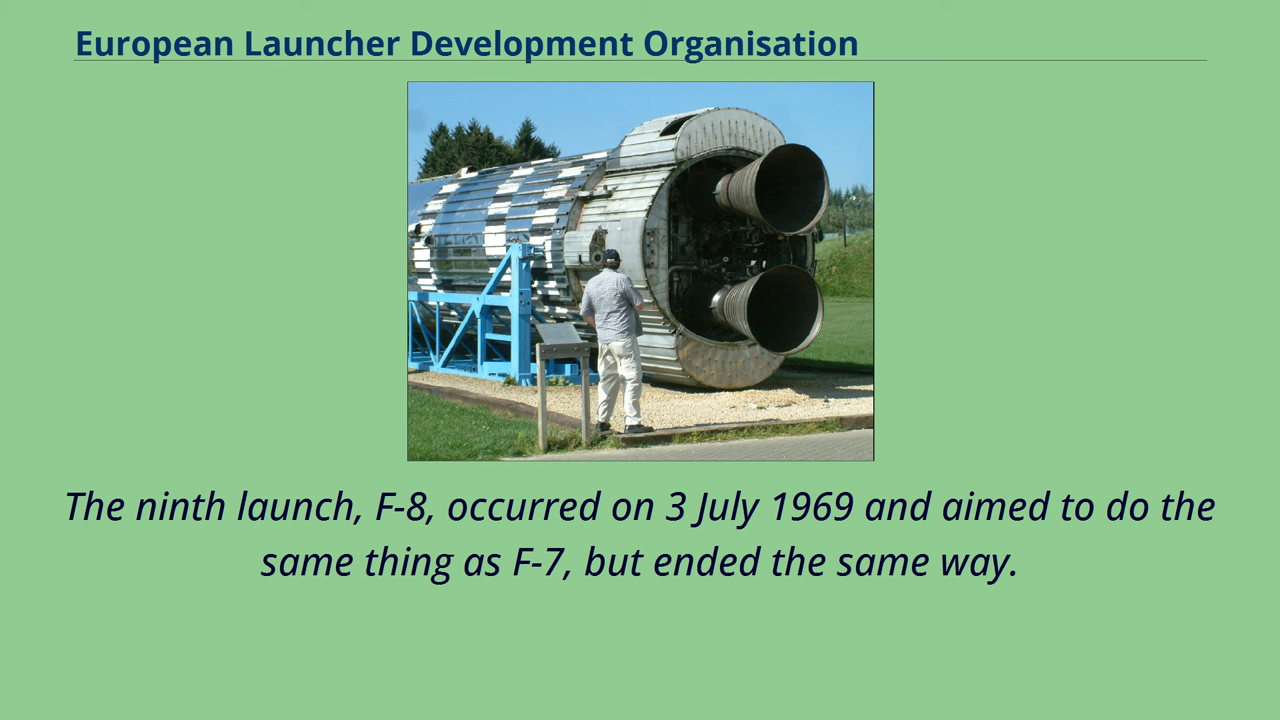 European Launcher Development Organisation
The ninth launch, F-8, occurred on 3 July 1969 and aimed to do the
same thing as F-7, but ended the same way.